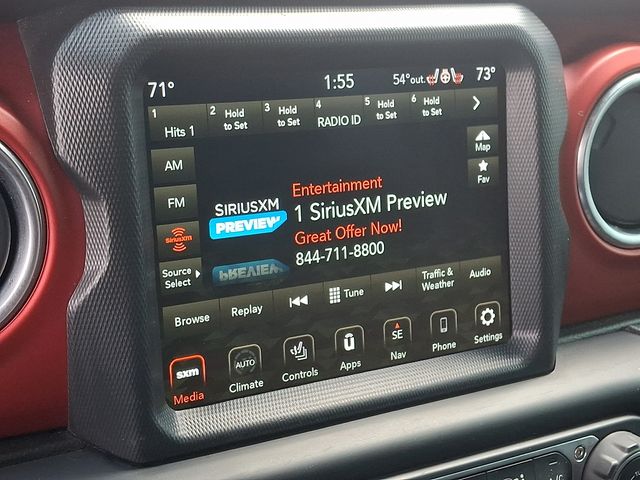 71° 1:55 54°out. 73°
1 Hits 1
2 Hold to Set
3 Hold to Set
4 RADIO ID
5 Hold to Set
6 Hold to Set
AM
FM
SiriusXM
Source Select
Map
Fav
SIRIUSXM
PREVIEW
Entertainment
1 SiriusXM Preview
Great Offer Now!
844-711-8800
Browse Replay Tune Traffic & Weather Audio
sxm AUTO SE
Media Climate Controls Apps Nav Phone Settings